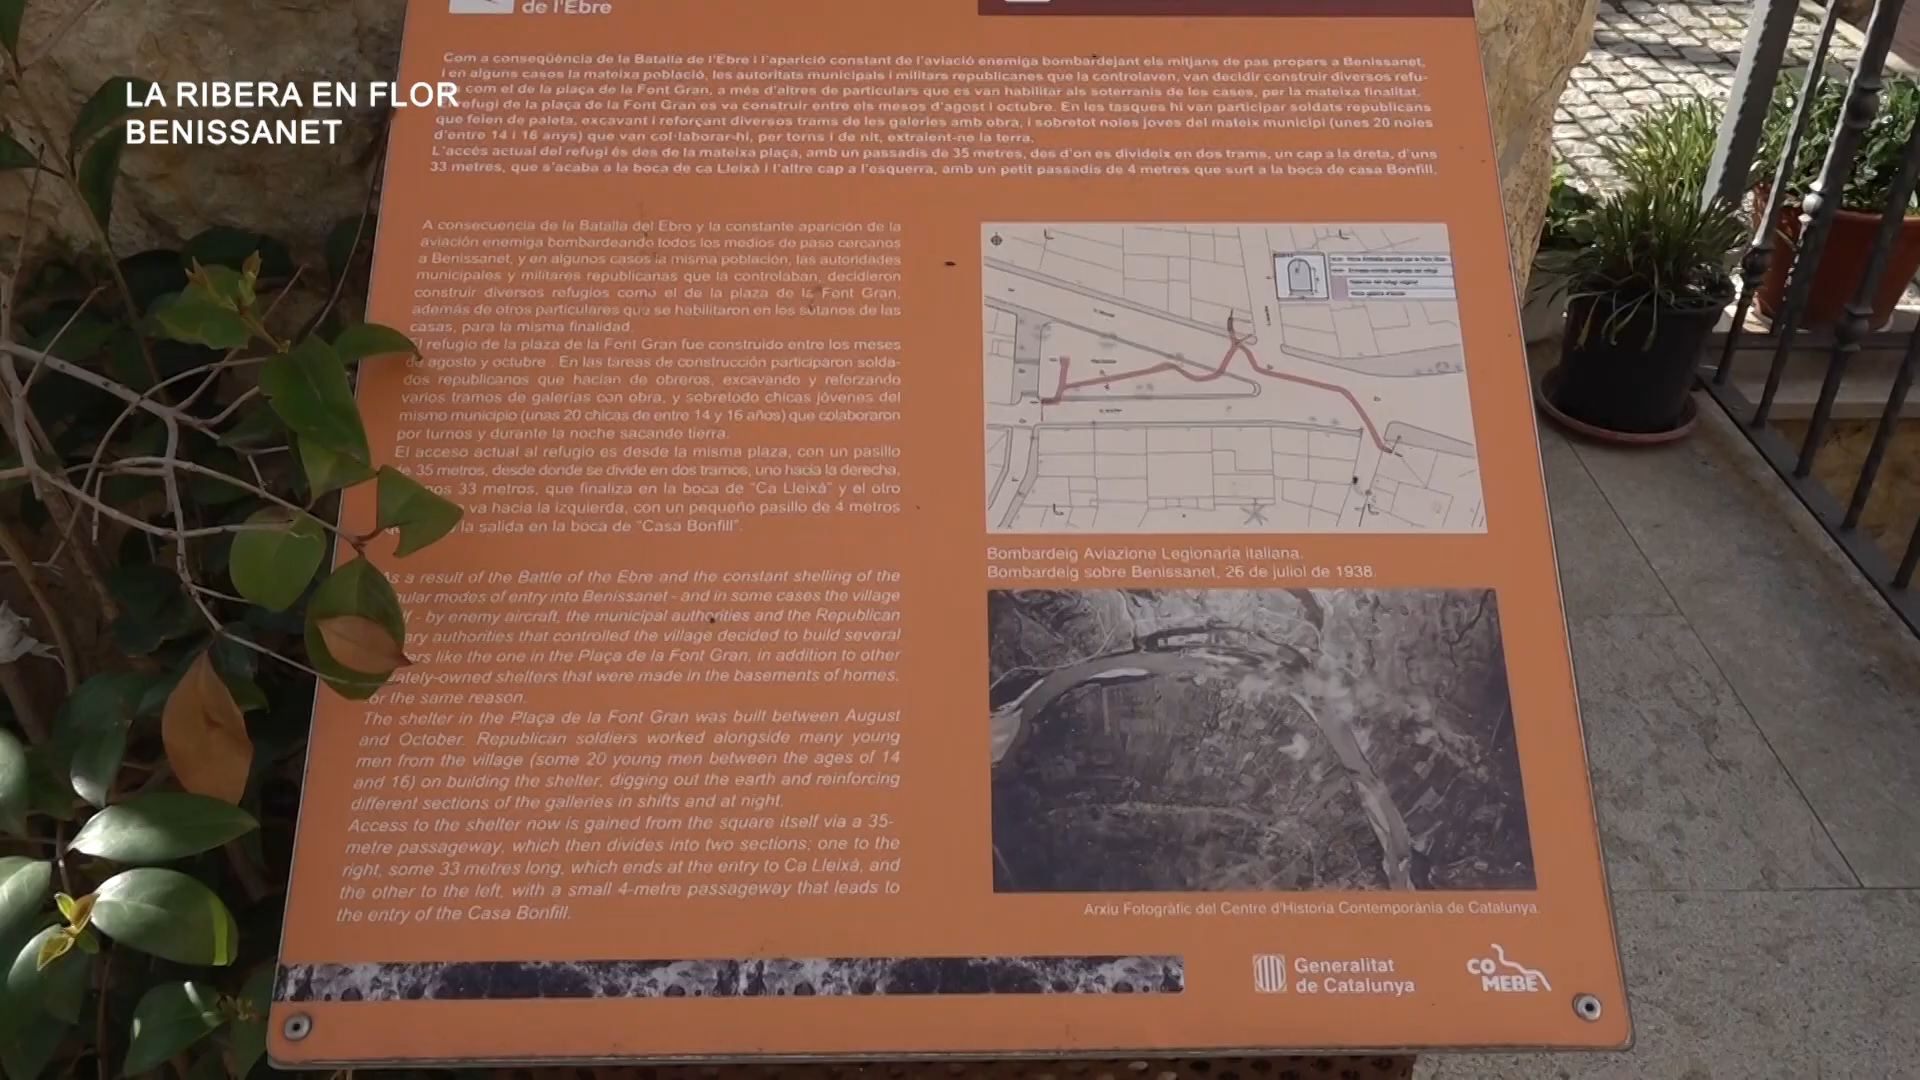 de l'Ebre
LA RIBERA EN FLOR
BENISSANET
Com a conseqüència de la Batalla de l'Ebre i l'aparició constant de l'aviació enemiga bombardejant els mitjans de pas propers a Benissanet,
i en alguns casos la mateixa població, les autoritats municipals i militars republicanes que la controlaven, van decidir construir diversos refu-
com el de la plaça de la Font Gran, a més d'altres de particulars que es van habilitar als soterranis de les cases, per la mateixa finalitat.
refugi de la plaça de la Font Gran es va construir entre els mesos d'agost i octubre. En les tasques hi van participar soldats republicans
que feien de paleta, excavant i reforçant diversos trams de les galeries amb obra, i sobretot noies joves del mateix municipi (unes 20 noies
d'entre 14 i 16 anys) que van col·laborar-hi, per torns i de nit, extraient-ne la terra.
L'accés actual del refugi és des de la mateixa plaça, amb un passadís de 35 metres, des d'on es divideix en dos trams, un cap a la dreta, d'uns
33 metres, que s'acaba a la boca de ca Lleixà i l'altre cap a l'esquerra, amb un petit passadís de 4 metres que surt a la boca de casa Bonfill.
A consecuencia de la Batalla del Ebro y la constante aparición de la
aviación enemiga bombardeando todos los medios de paso cercanos
a Benissanet, y en algunos casos la misma población, las autoridades
municipales y militares republicanas que la controlaban, decidieron
construir diversos refugios como el de la plaza de la Font Gran,
además de otros particulares que se habilitaron en los sótanos de las
casas, para la misma finalidad.
El refugio de la plaza de la Font Gran fue construido entre los meses
de agosto y octubre . En las tareas de construcción participaron solda-
dos republicanos que hacían de obreros, excavando y reforzando
varios tramos de galerías con obra, y sobretodo chicas jóvenes del
mismo municipio (unas 20 chicas de entre 14 y 16 años) que colaboraron
por turnos y durante la noche sacando tierra.
El acceso actual al refugio es desde la misma plaza, con un pasillo
de 35 metros, desde donde se divide en dos tramos, uno hacia la derecha,
nos 33 metros, que finaliza en la boca de "Ca Lleixà" y el otro
va hacia la izquierda, con un pequeño pasillo de 4 metros
la salida en la boca de "Casa Bonfill".
As a result of the Battle of the Ebre and the constant shelling of the
ular modes of entry into Benissanet - and in some cases the village
lf - by enemy aircraft, the municipal authorities and the Republican
ary authorities that controlled the village decided to build several
ers like the one in the Plaça de la Font Gran, in addition to other
ately-owned shelters that were made in the basements of homes,
for the same reason.
The shelter in the Plaça de la Font Gran was built between August
and October. Republican soldiers worked alongside many young
men from the village (some 20 young men between the ages of 14
and 16) on building the shelter, digging out the earth and reinforcing
different sections of the galleries in shifts and at night.
Access to the shelter now is gained from the square itself via a 35-
metre passageway, which then divides into two sections; one to the
right, some 33 metres long, which ends at the entry to Ca Lleixà, and
the other to the left, with a small 4-metre passageway that leads to
the entry of the Casa Bonfill.
Bombardeig Aviazione Legionaria italiana.
Bombardeig sobre Benissanet, 26 de juliol de 1938.
Arxiu Fotogràfic del Centre d'Història Contemporània de Catalunya.
Generalitat
de Catalunya
CO
MEBE